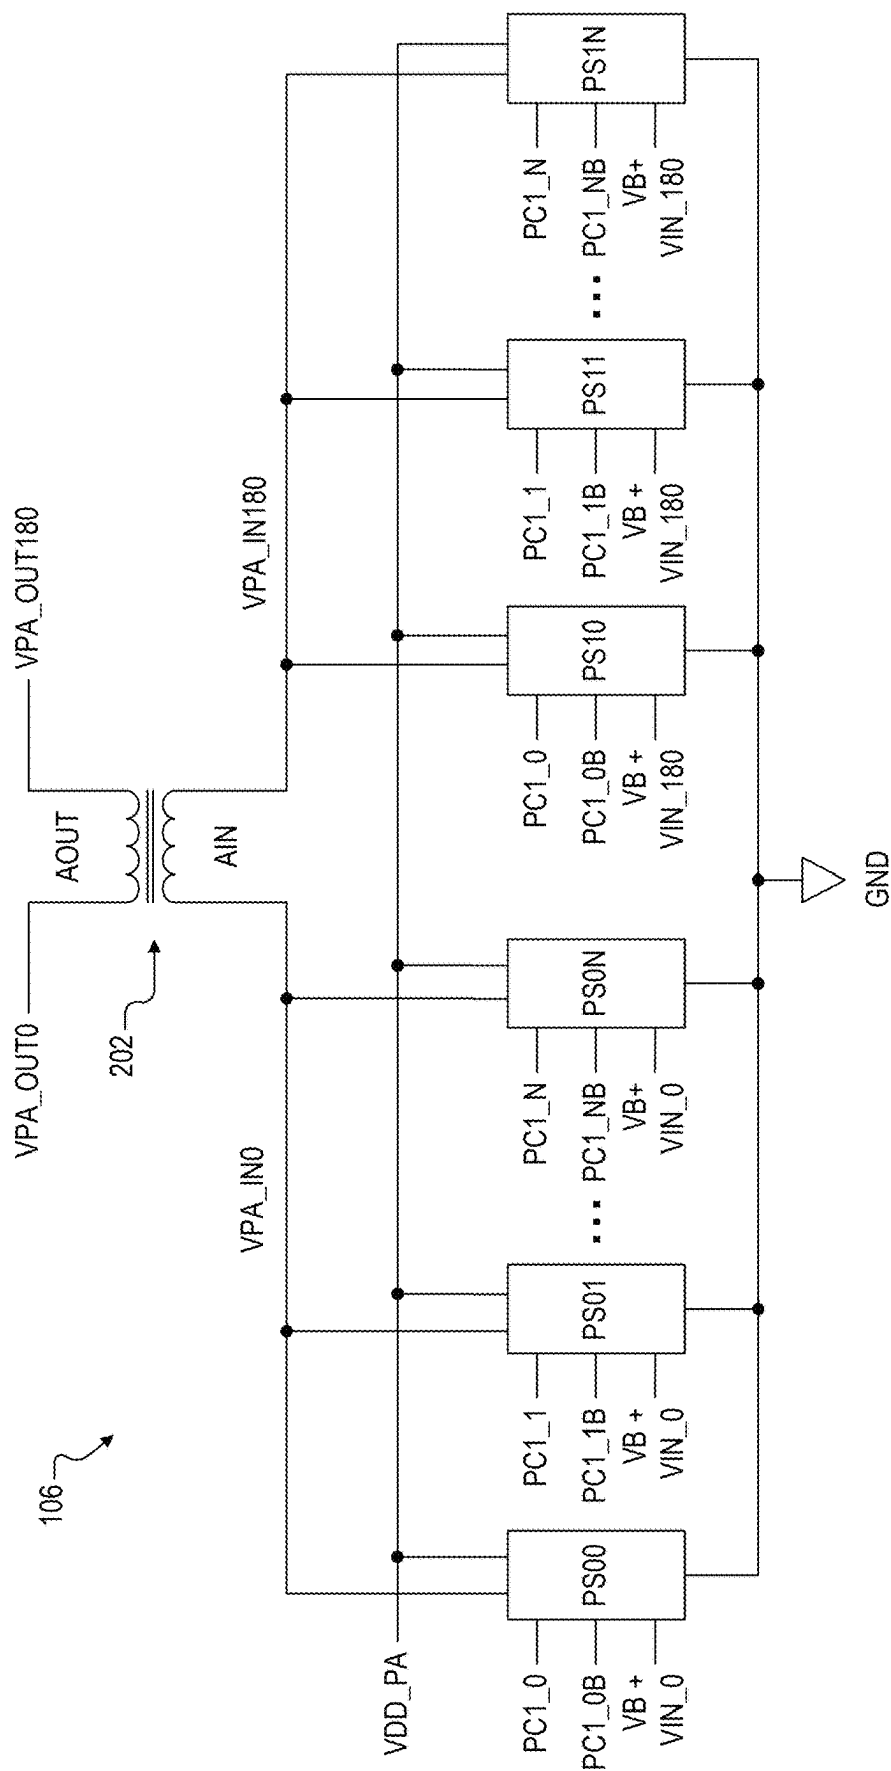 VPA_OUT0
VPA_OUT180
AOUT
202
AIN
106
VPA_IN0
VPA_IN180
VDD_PA
PC1_0
PC1_0B
VB +
VIN_0
PS00
PC1_1
PC1_1B
VB +
VIN_0
PS01
...
PC1_N
PC1_NB
VB+
VIN_0
PS0N
PC1_0
PC1_0B
VB +
VIN_180
PS10
PC1_1
PC1_1B
VB +
VIN_180
PS11
...
PC1_N
PC1_NB
VB+
VIN_180
PS1N
GND